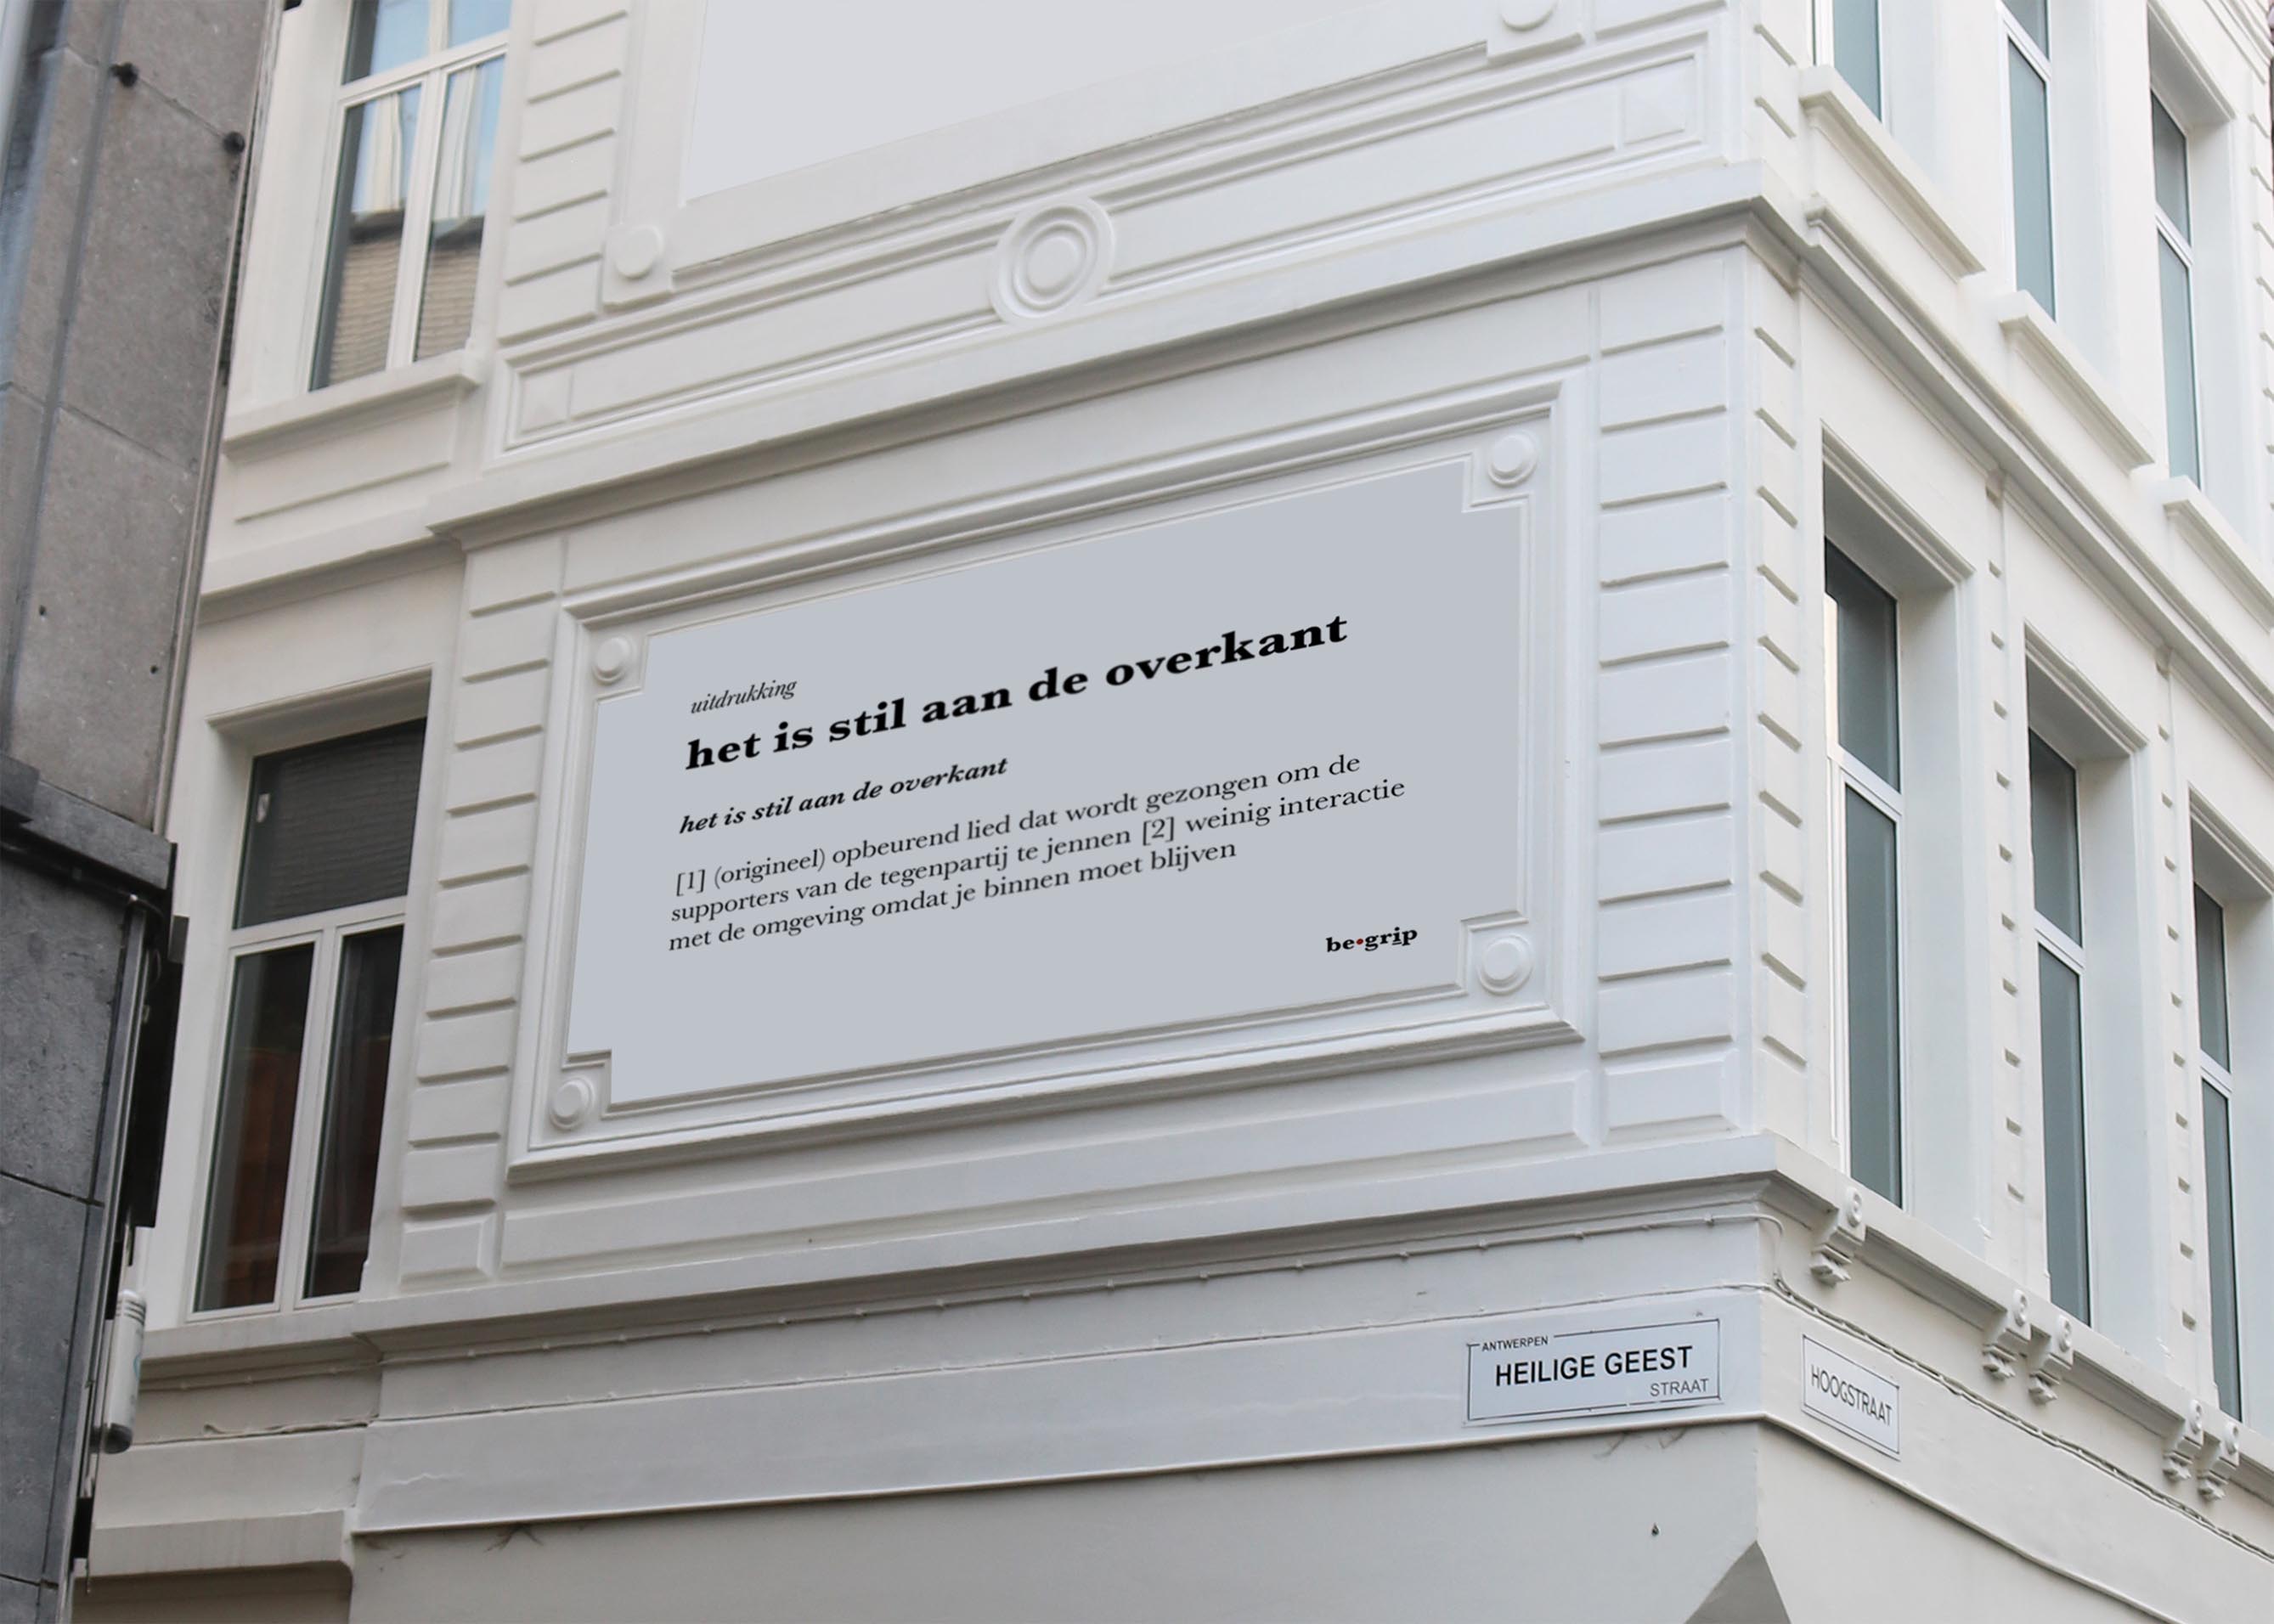 uitdrukking
het is stil aan de overkant
het is stil aan de overkant
[1] (origineel) opbeurend lied dat wordt gezongen om de
supporters van de tegenpartij te jennen [2] weinig interactie
met de omgeving omdat je binnen moet blijven
be•grip
ANTWERPEN
HEILIGE GEEST
STRAAT
HOOGSTRAAT